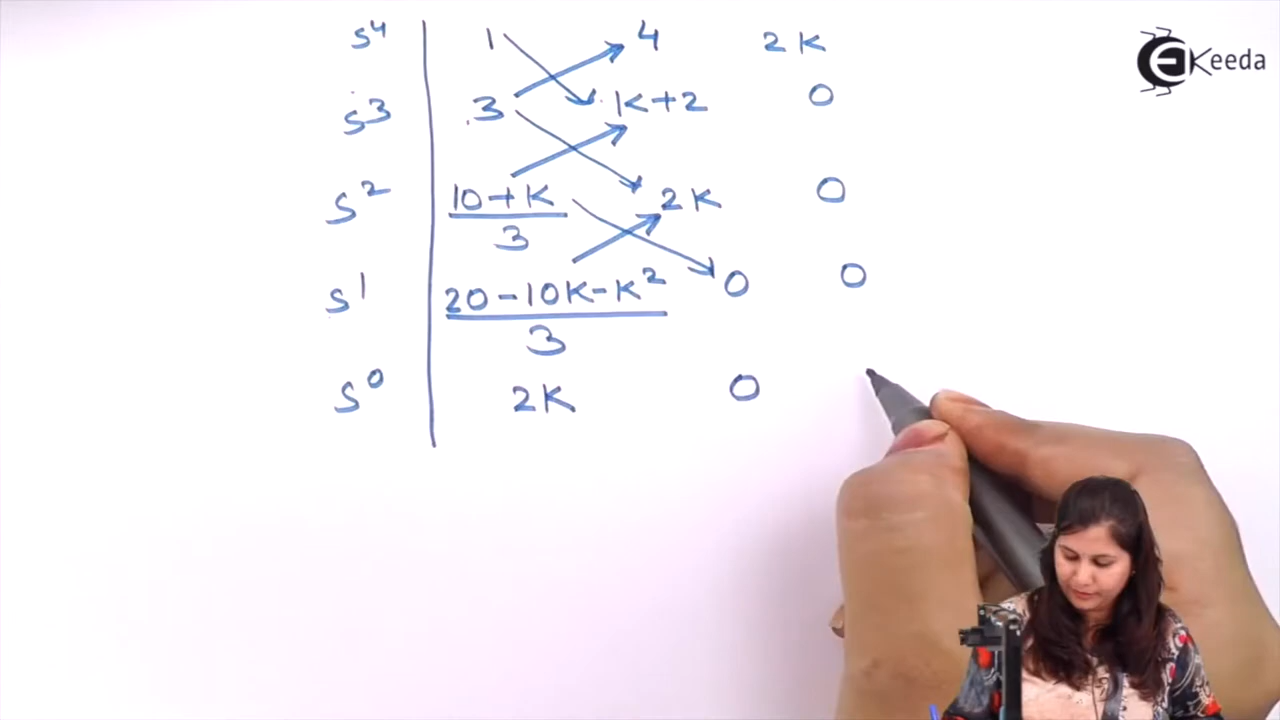 EKeeda
s⁴ 1 4 2K
s³ 3 K+2 0
s² (10+K)/3 2K 0
s¹ (20-10K-K²)/3 0 0
s⁰ 2K 0